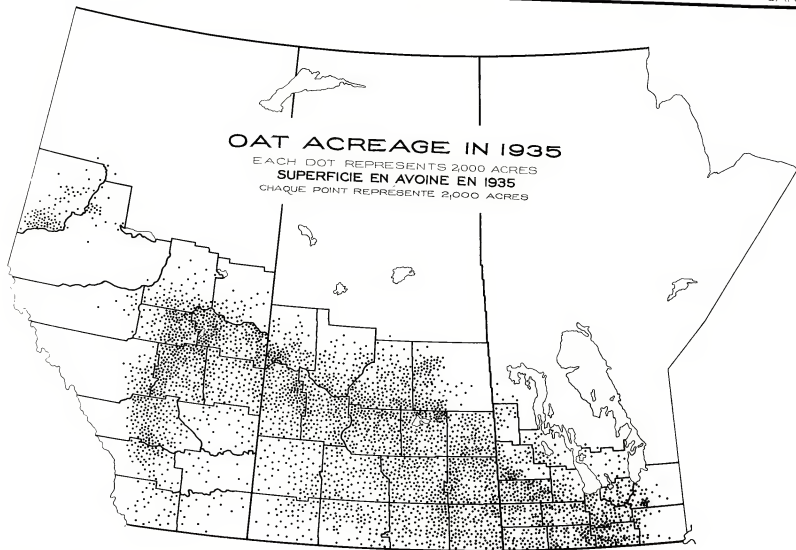 OAT ACREAGE IN 1935
EACH DOT REPRESENTS 2,000 ACRES
SUPERFICIE EN AVOINE EN 1935
CHAQUE POINT REPRÉSENTE 2,000 ACRES